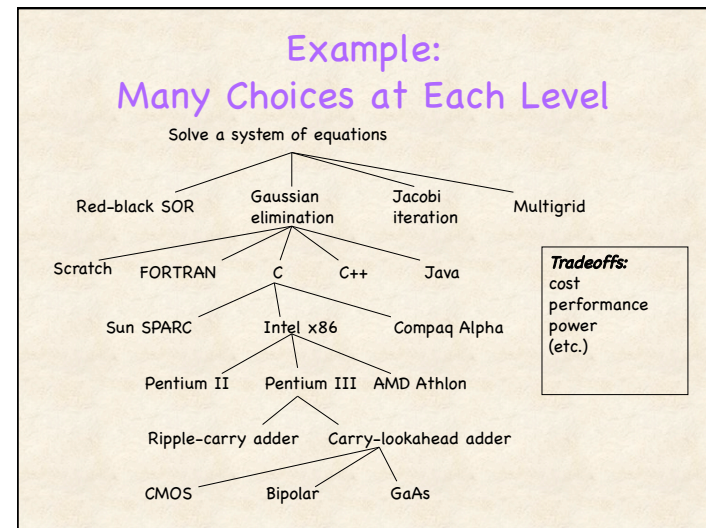 Example:
Many Choices at Each Level
Solve a system of equations
Red-black SOR
Gaussian
elimination
Jacobi
iteration
Multigrid
Scratch
FORTRAN
C
C++
Java
Tradeoffs:
cost
performance
power
(etc.)
Sun SPARC
Intel x86
Compaq Alpha
Pentium II
Pentium III
AMD Athlon
Ripple-carry adder
Carry-lookahead adder
CMOS
Bipolar
GaAs